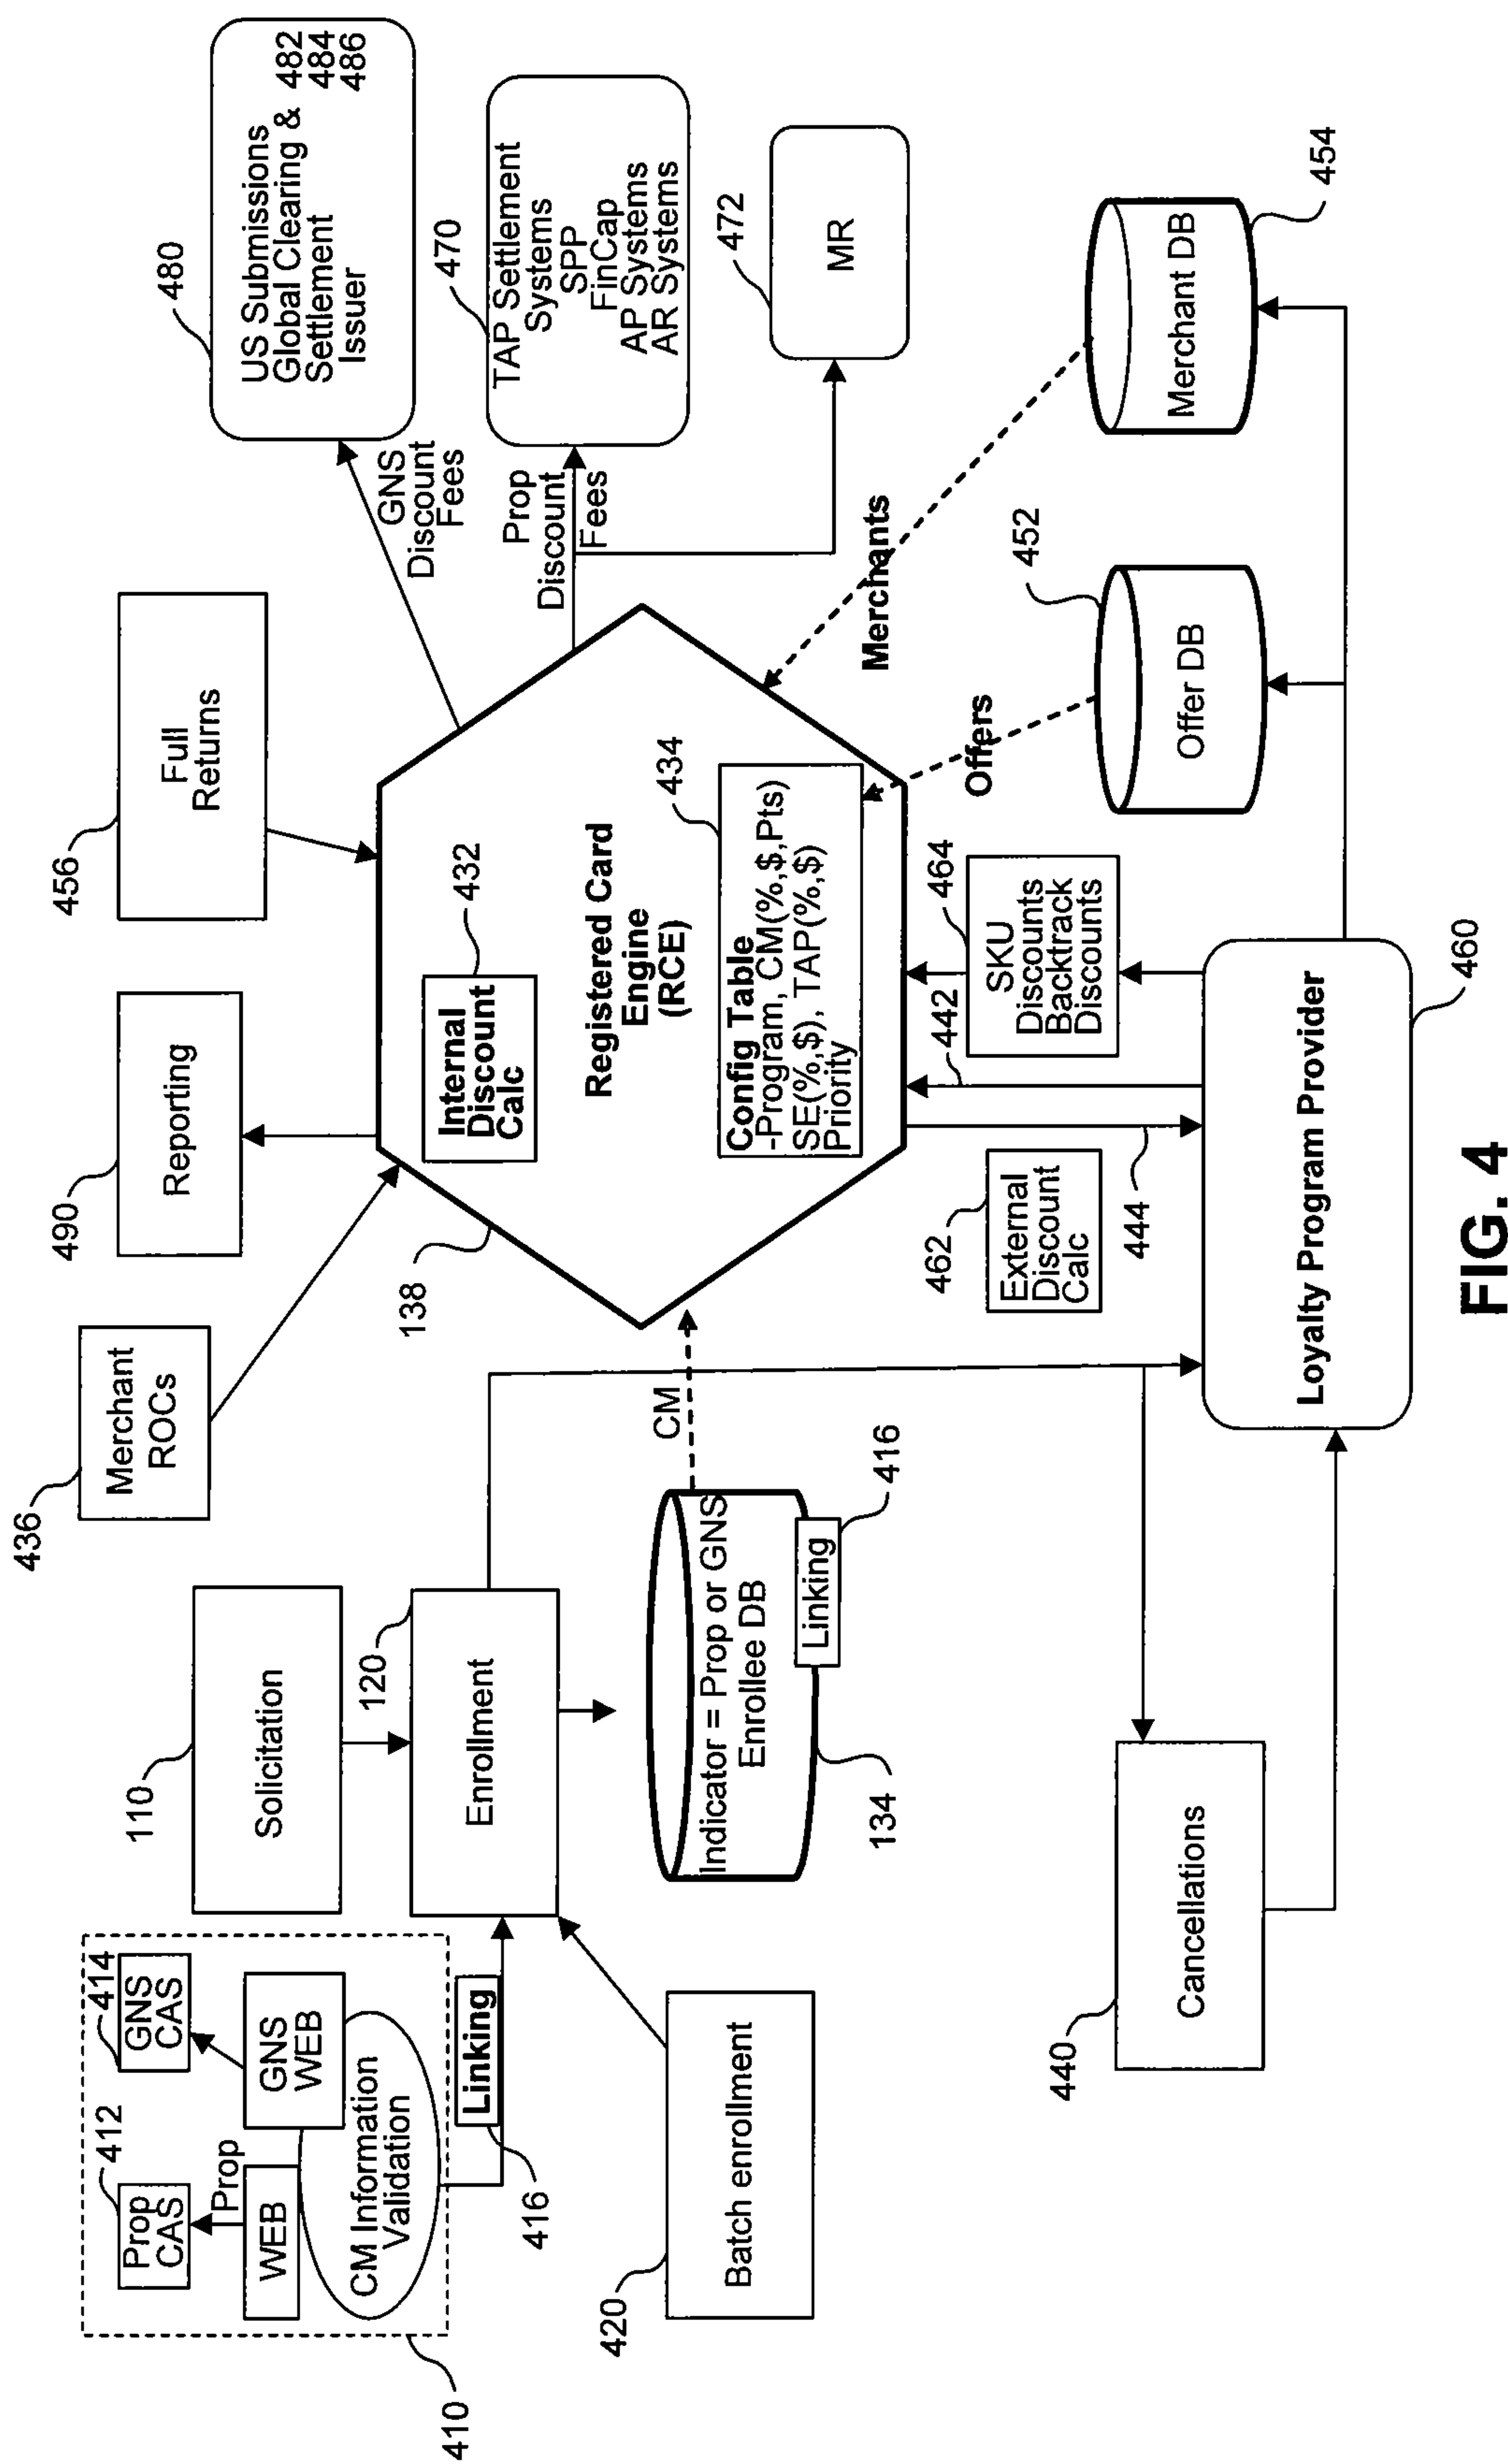 410
412
Prop
CAS
414
GNS
CAS
Prop
WEB
GNS
WEB
CM Information
Validation
Linking
416
420
Batch enrollment
110
Solicitation
120
Enrollment
Indicator = Prop or GNS
Enrollee DB
Linking
416
134
CM
440
Cancellations
436
Merchant
ROCs
490
Reporting
456
Full
Returns
138
Internal
Discount
Calc
432
Registered Card
Engine
(RCE)
434
Config Table
-Program, CM(%,$,Pts)
SE(%,$), TAP(%,$)
Priority
462
External
Discount
Calc
444
442
464
SKU
Discounts
Backtrack
Discounts
Loyalty Program Provider
460
Offers
452
Offer DB
Merchants
Merchant DB
454
GNS
Discount
Fees
480
US Submissions
Global Clearing & 482
Settlement 484
Issuer 486
Prop
Discount
Fees
470
TAP Settlement
Systems
SPP
FinCap
AP Systems
AR Systems
472
MR
FIG. 4